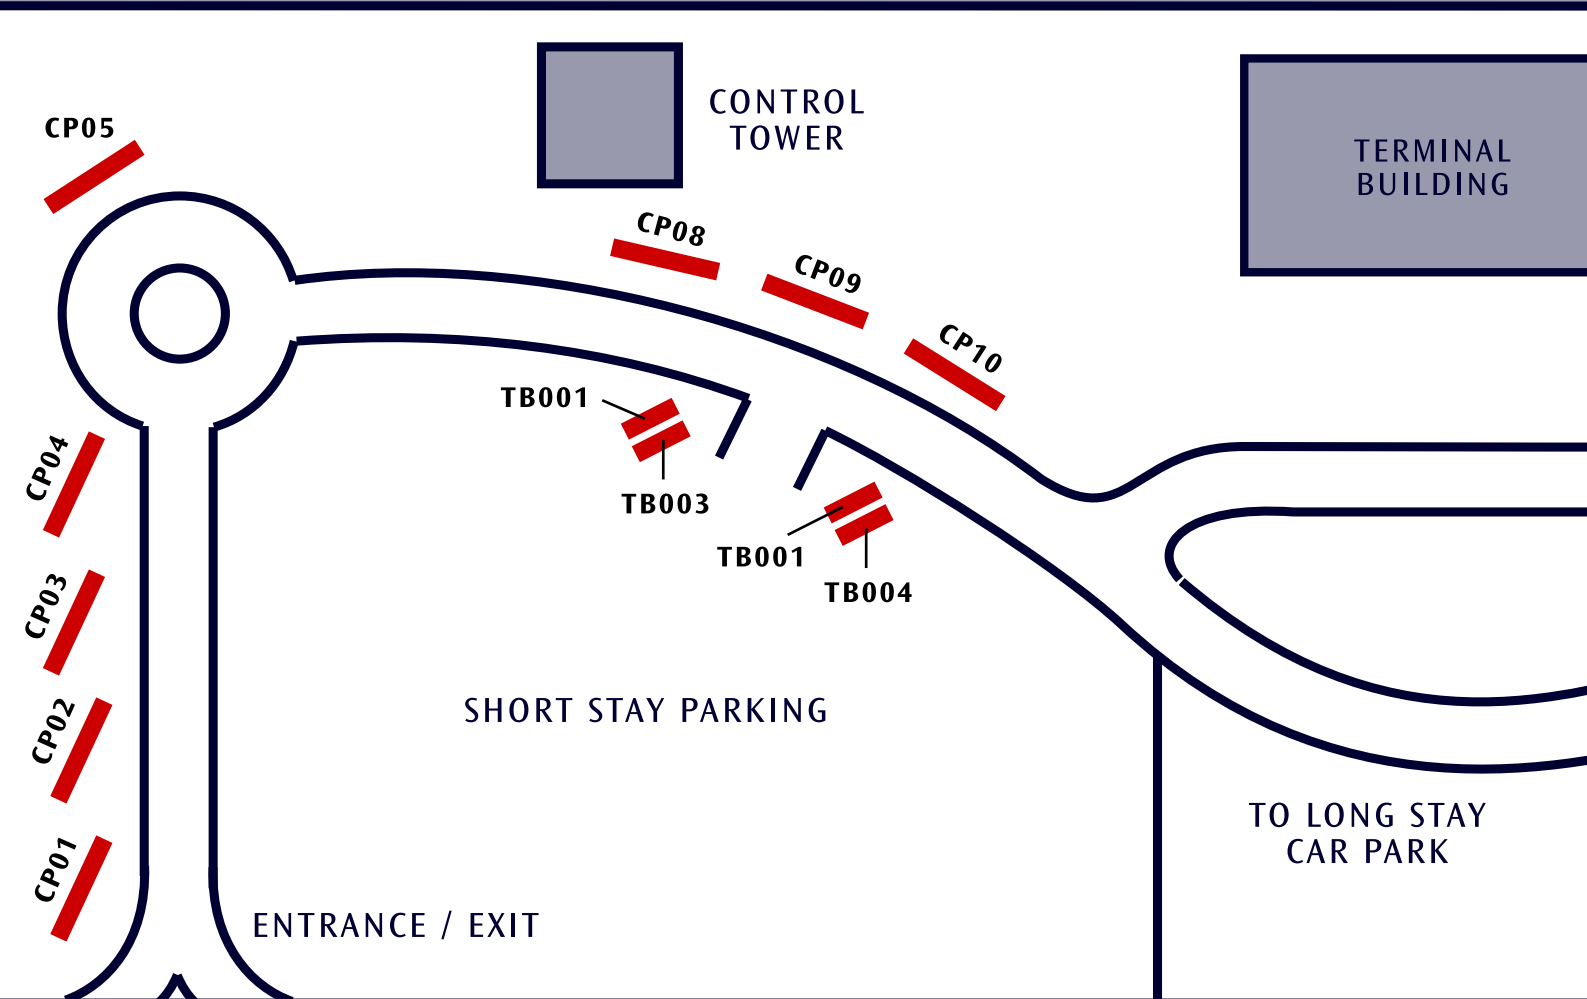 CONTROL
TOWER
CP05
TERMINAL
BUILDING
CP08
CP09
CP10
TB001
CP04
TB003
TB001
TB004
CP03
SHORT STAY PARKING
CP02
TO LONG STAY
CAR PARK
CP01
ENTRANCE / EXIT